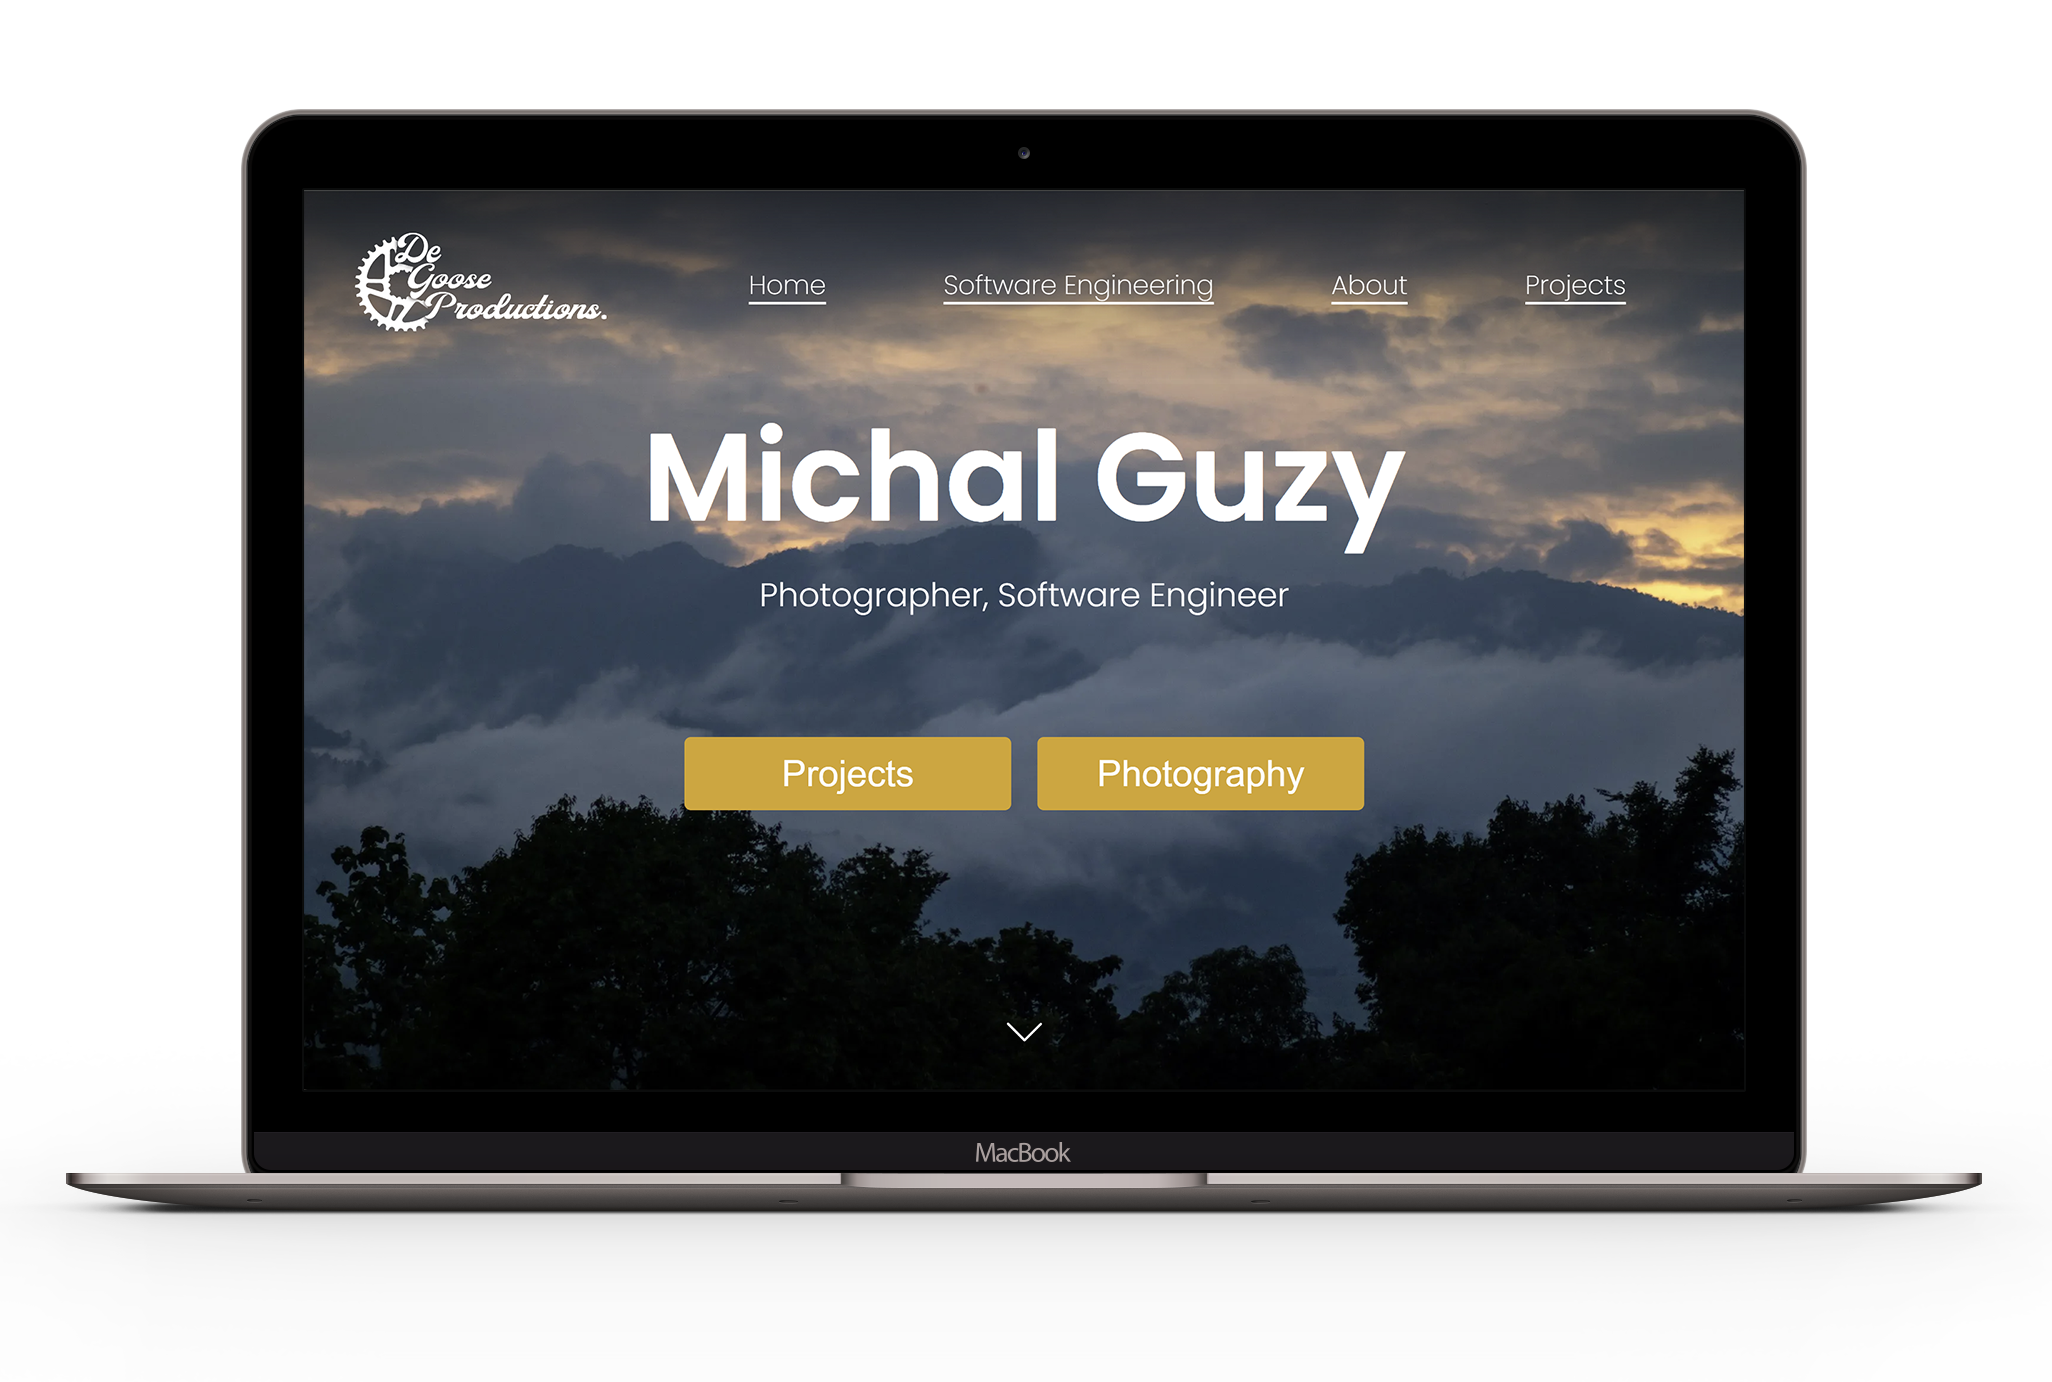 De
Goose
Productions.
Home Software Engineering About Projects
Michal Guzy
Photographer, Software Engineer
Projects Photography
MacBook